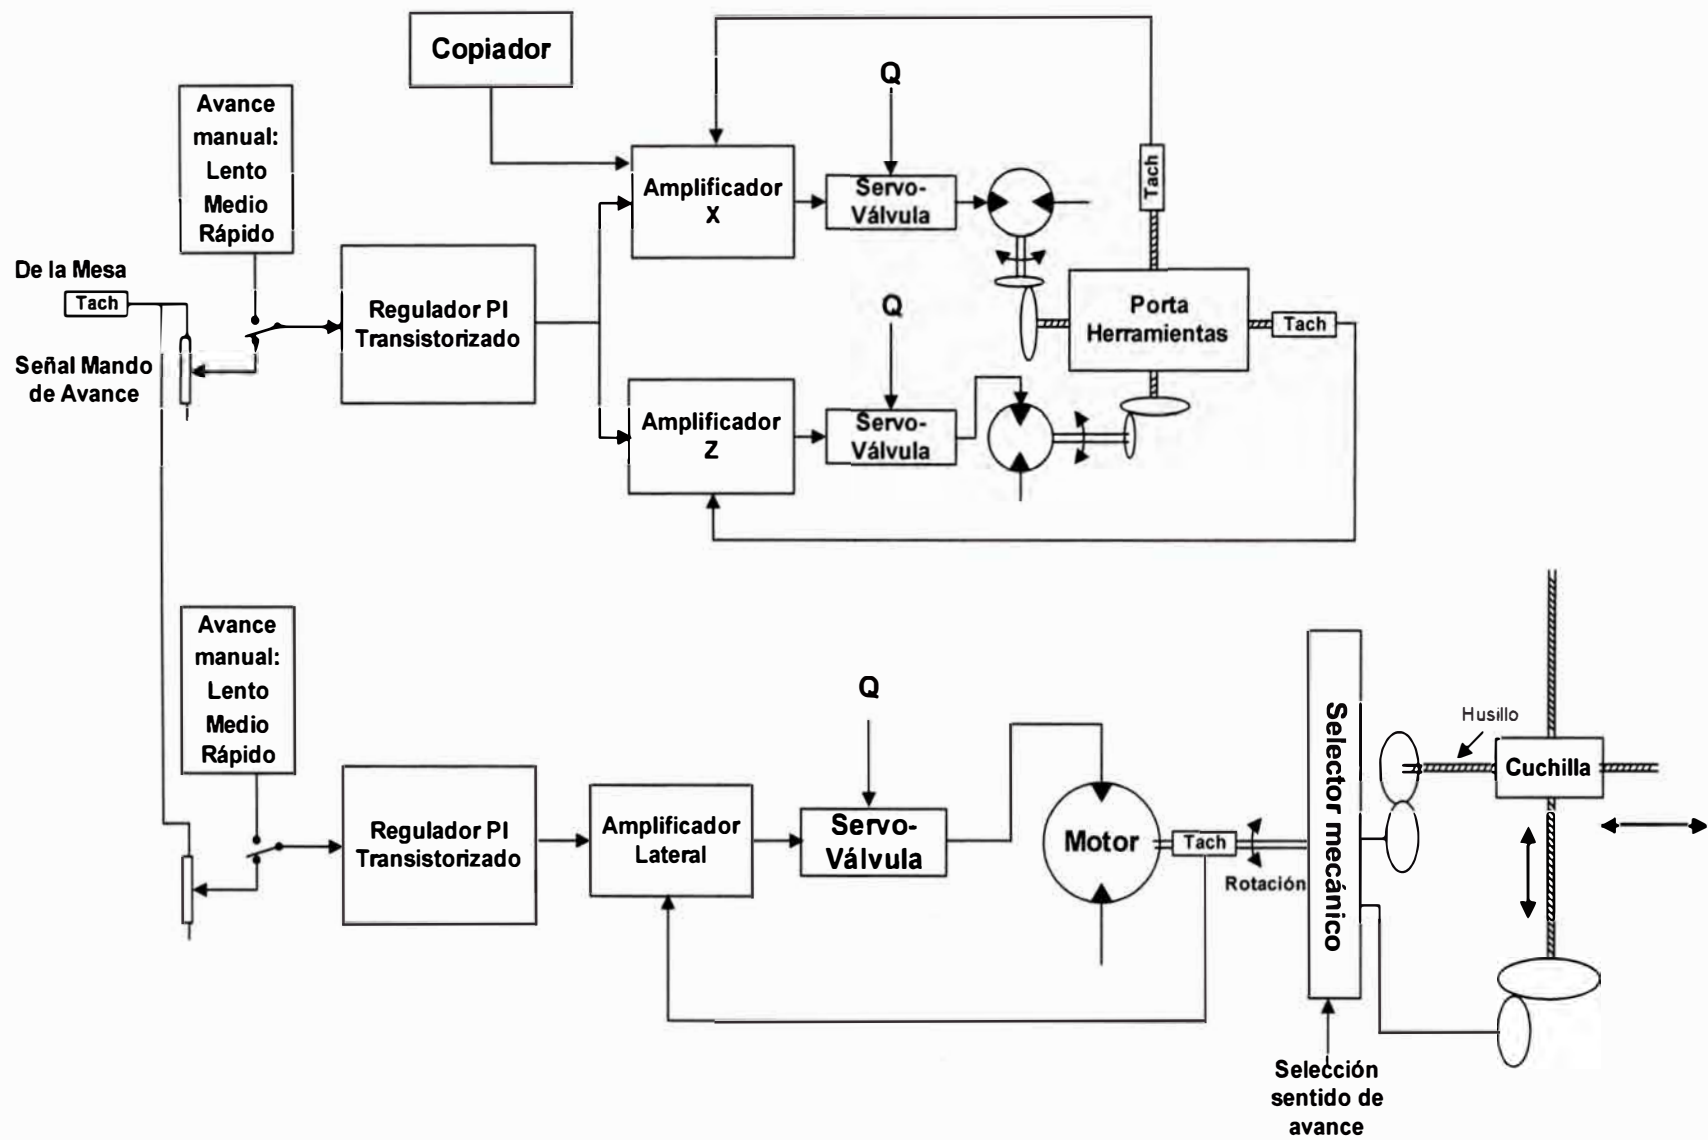 Copiador
Q
Avance
manual:
Lento
Medio
Rápido
Amplificador
X
Servo-
Válvula
Tach
De la Mesa
Tach
Regulador PI
Transistorizado
Q
Porta
Herramientas
Tach
Señal Mando
de Avance
Amplificador
Z
Servo-
Válvula
Avance
manual:
Lento
Medio
Rápido
Q
Selector mecánico
Husillo
Cuchilla
Regulador PI
Transistorizado
Amplificador
Lateral
Servo-
Válvula
Motor
Tach
Rotación
Selección
sentido de
avance